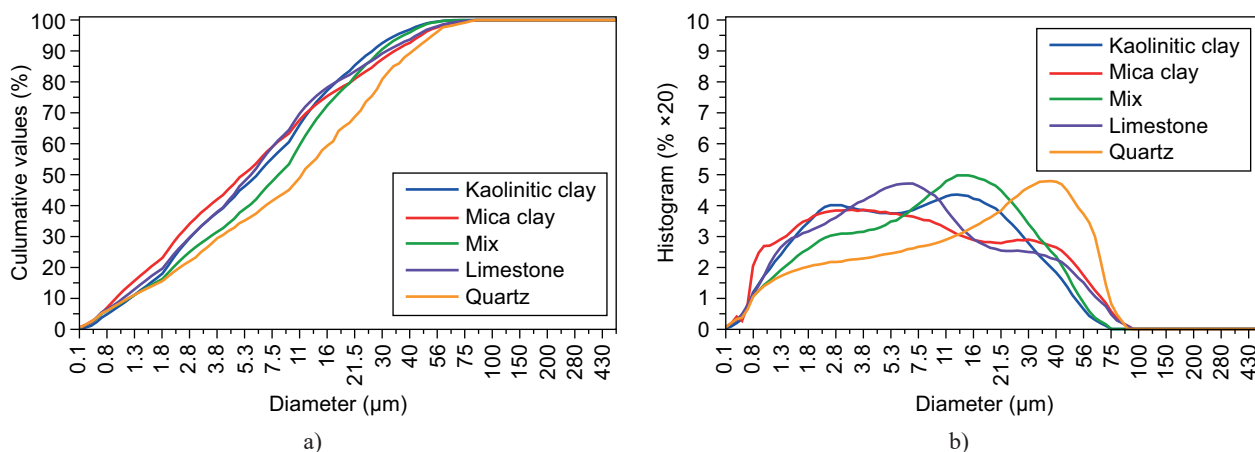 100
90
80
70
60
50
40
30
20
10
0
Culumative values (%)
Kaolinitic clay
Mica clay
Mix
Limestone
Quartz
0.1 0.8 1.3 1.8 2.8 3.8 5.3 7.5 11 16 21.5 30 40 56 75 100 150 200 280 430
Diameter (µm)
a)
10
9
8
7
6
5
4
3
2
1
0
Histogram (% ×20)
Kaolinitic clay
Mica clay
Mix
Limestone
Quartz
0.1 0.8 1.3 1.8 2.8 3.8 5.3 7.5 11 16 21.5 30 40 56 75 100 150 200 280 430
Diameter (µm)
b)